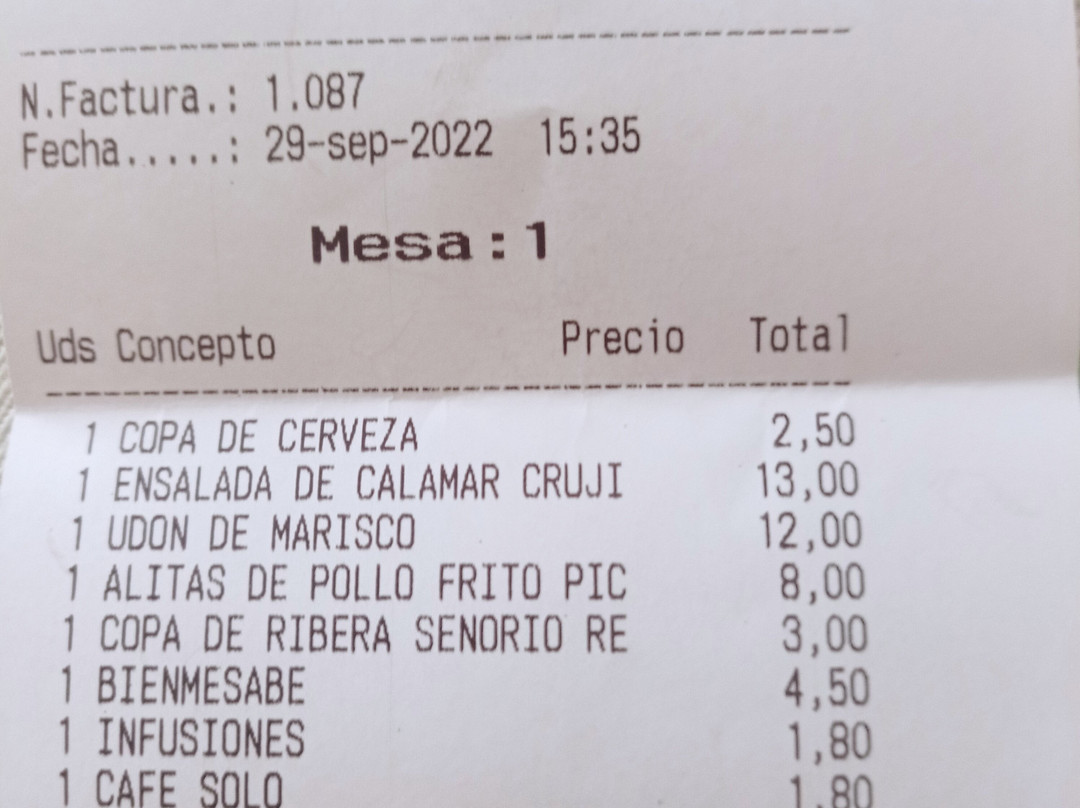 N.Factura.: 1.087
Fecha.....: 29-sep-2022 15:35
Mesa:1
Uds Concepto Precio Total
1 COPA DE CERVEZA 2,50
1 ENSALADA DE CALAMAR CRUJI 13,00
1 UDON DE MARISCO 12,00
1 ALITAS DE POLLO FRITO PIC 8,00
1 COPA DE RIBERA SENORIO RE 3,00
1 BIENMESABE 4,50
1 INFUSIONES 1,80
1 CAFE SOLO 1,80